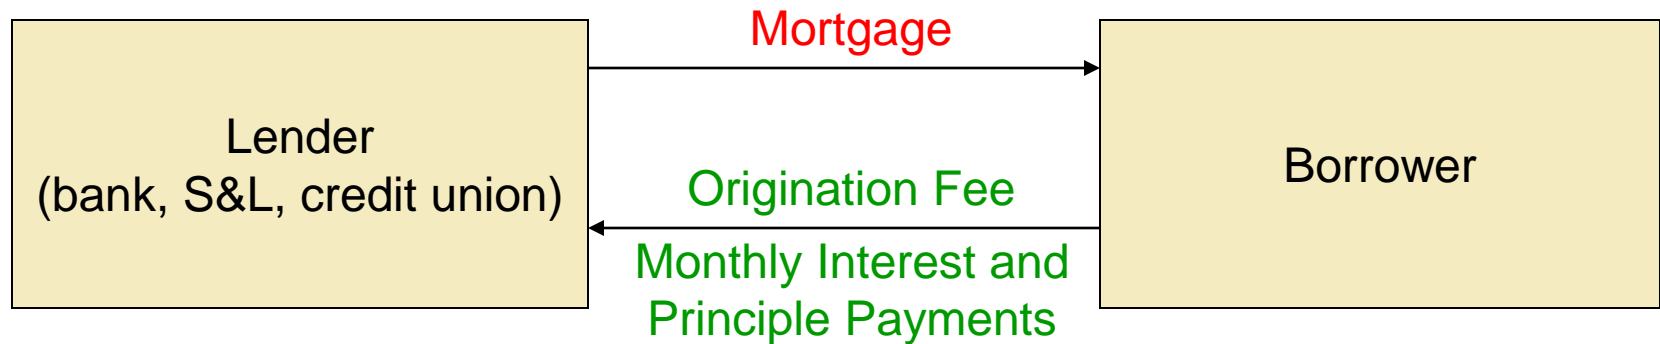 Mortgage
Lender
(bank, S&L, credit union)
Origination Fee
Monthly Interest and
Principle Payments
Borrower